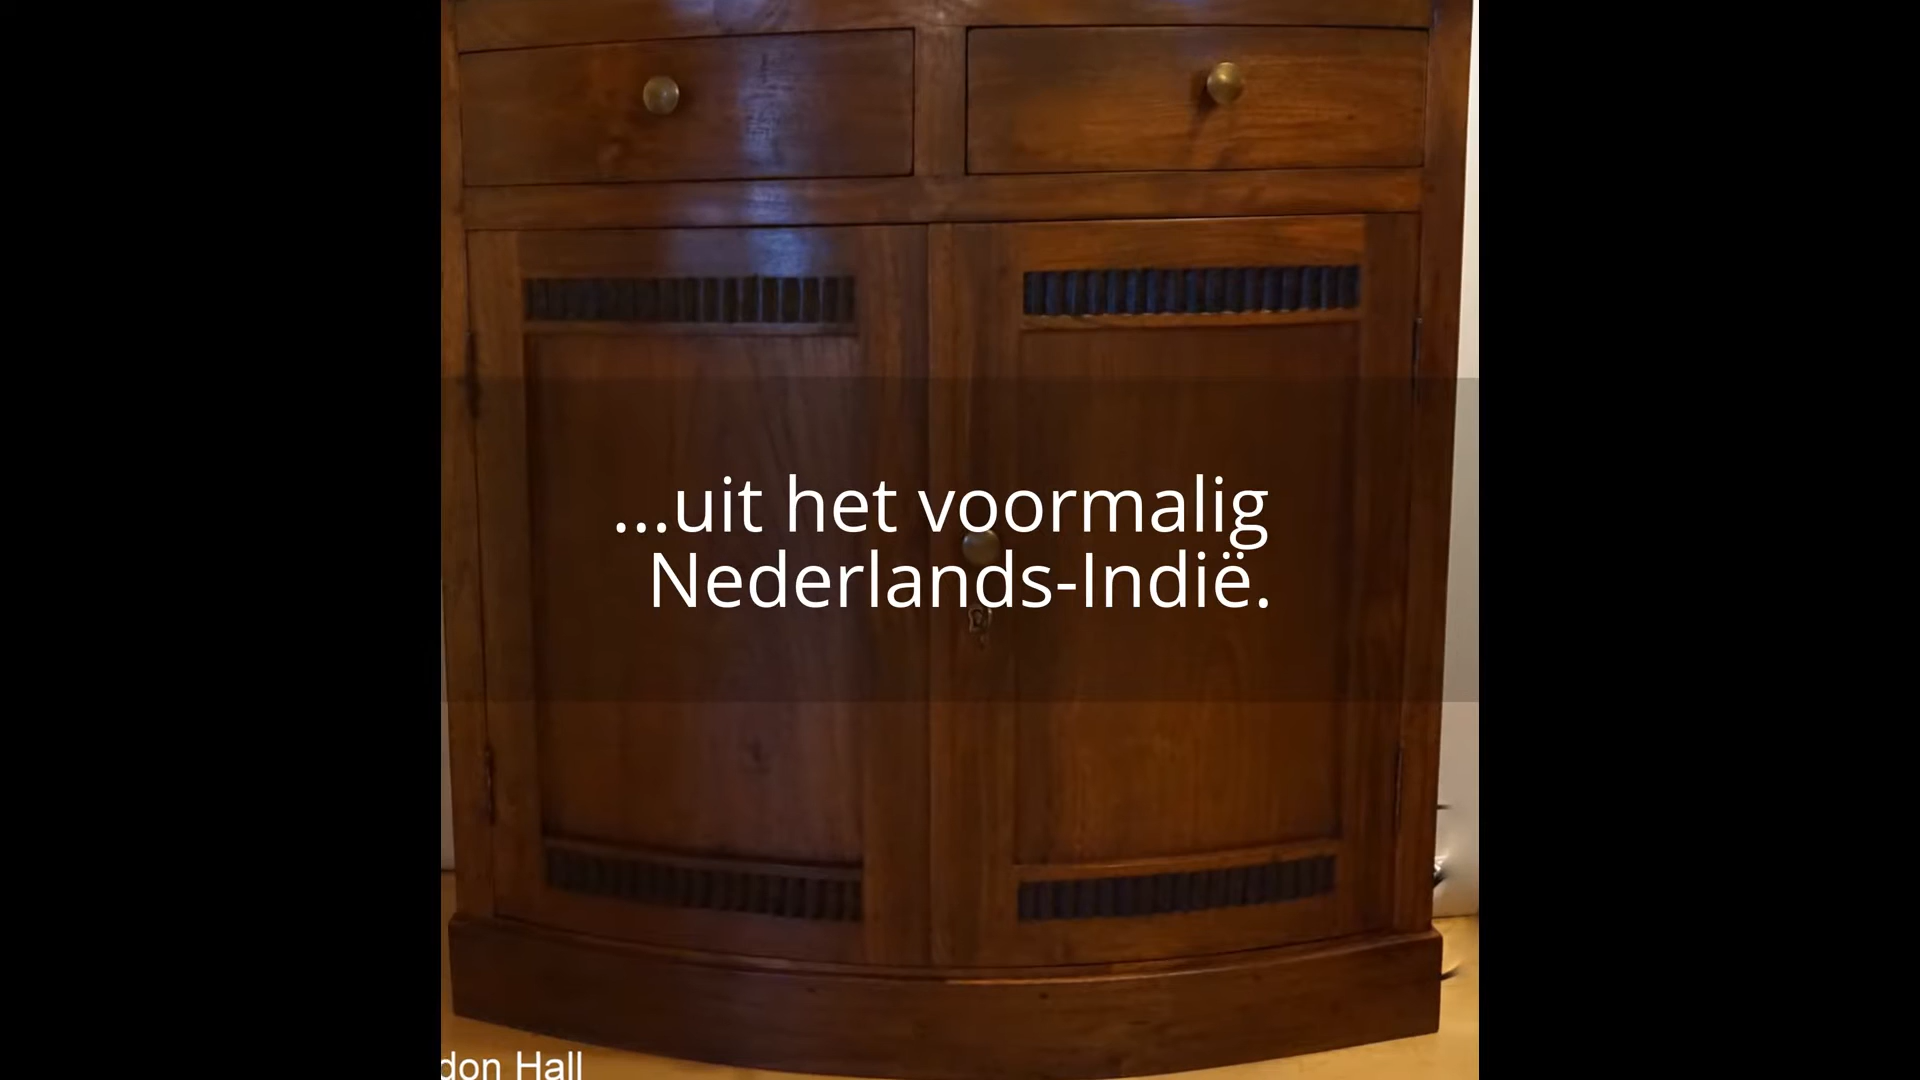 ...uit het voormalig
Nederlands-Indië.
don Hall